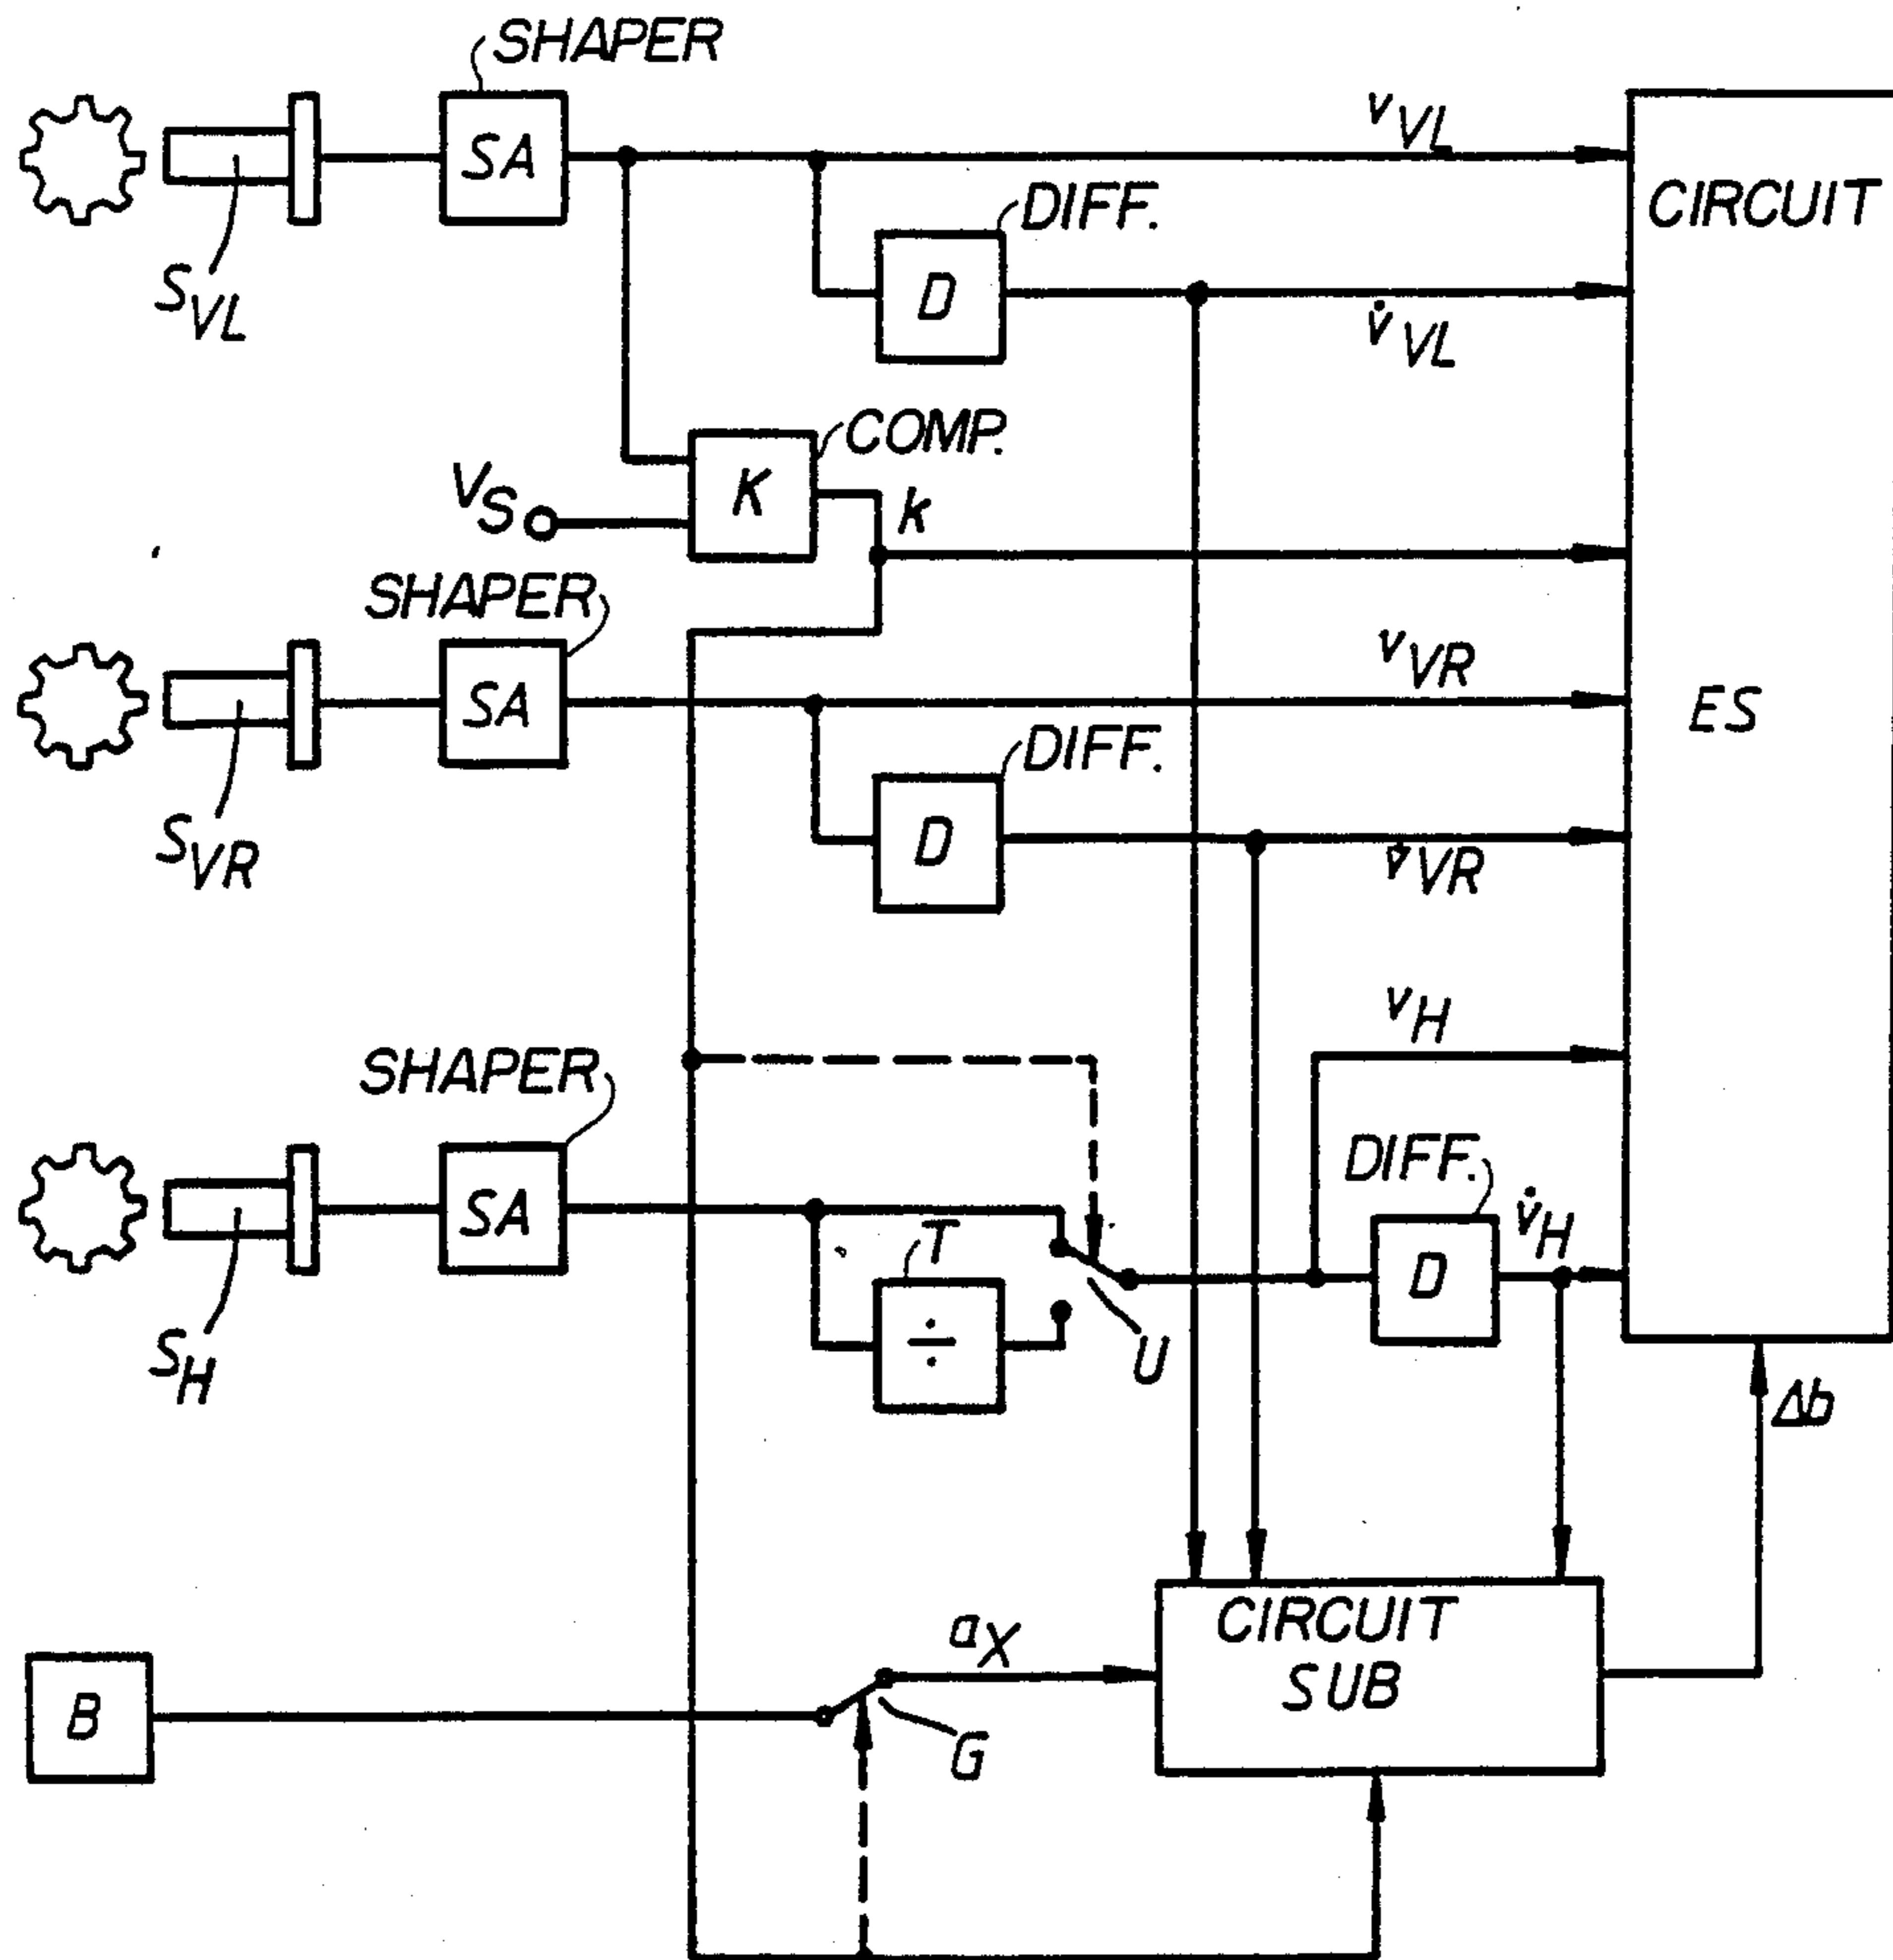 SHAPER
SA
v VL
CIRCUIT
DIFF.
D
S VL
v̇ VL
COMP.
K
V S
k
SHAPER
SA
v VR
ES
DIFF.
D
S VR
v̇ VR
v H
SHAPER
SA
DIFF.
D
v̇ H
T
÷
U
S H
Δb
a X
CIRCUIT
SUB
B
G